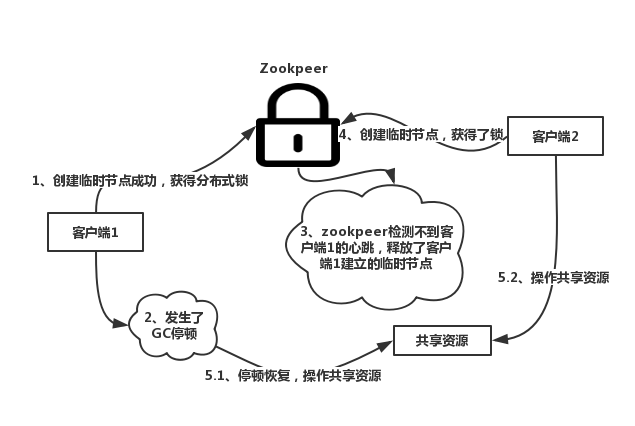 Zookpeer
4、创建临时节点，获得了锁
客户端2
1、创建临时节点成功，获得分布式锁
客户端1
3、zookpeer检测不到客
户端1的心跳，释放了客户
端1建立的临时节点
5.2、操作共享资源
2、发生了
GC停顿
共享资源
5.1、停顿恢复，操作共享资源